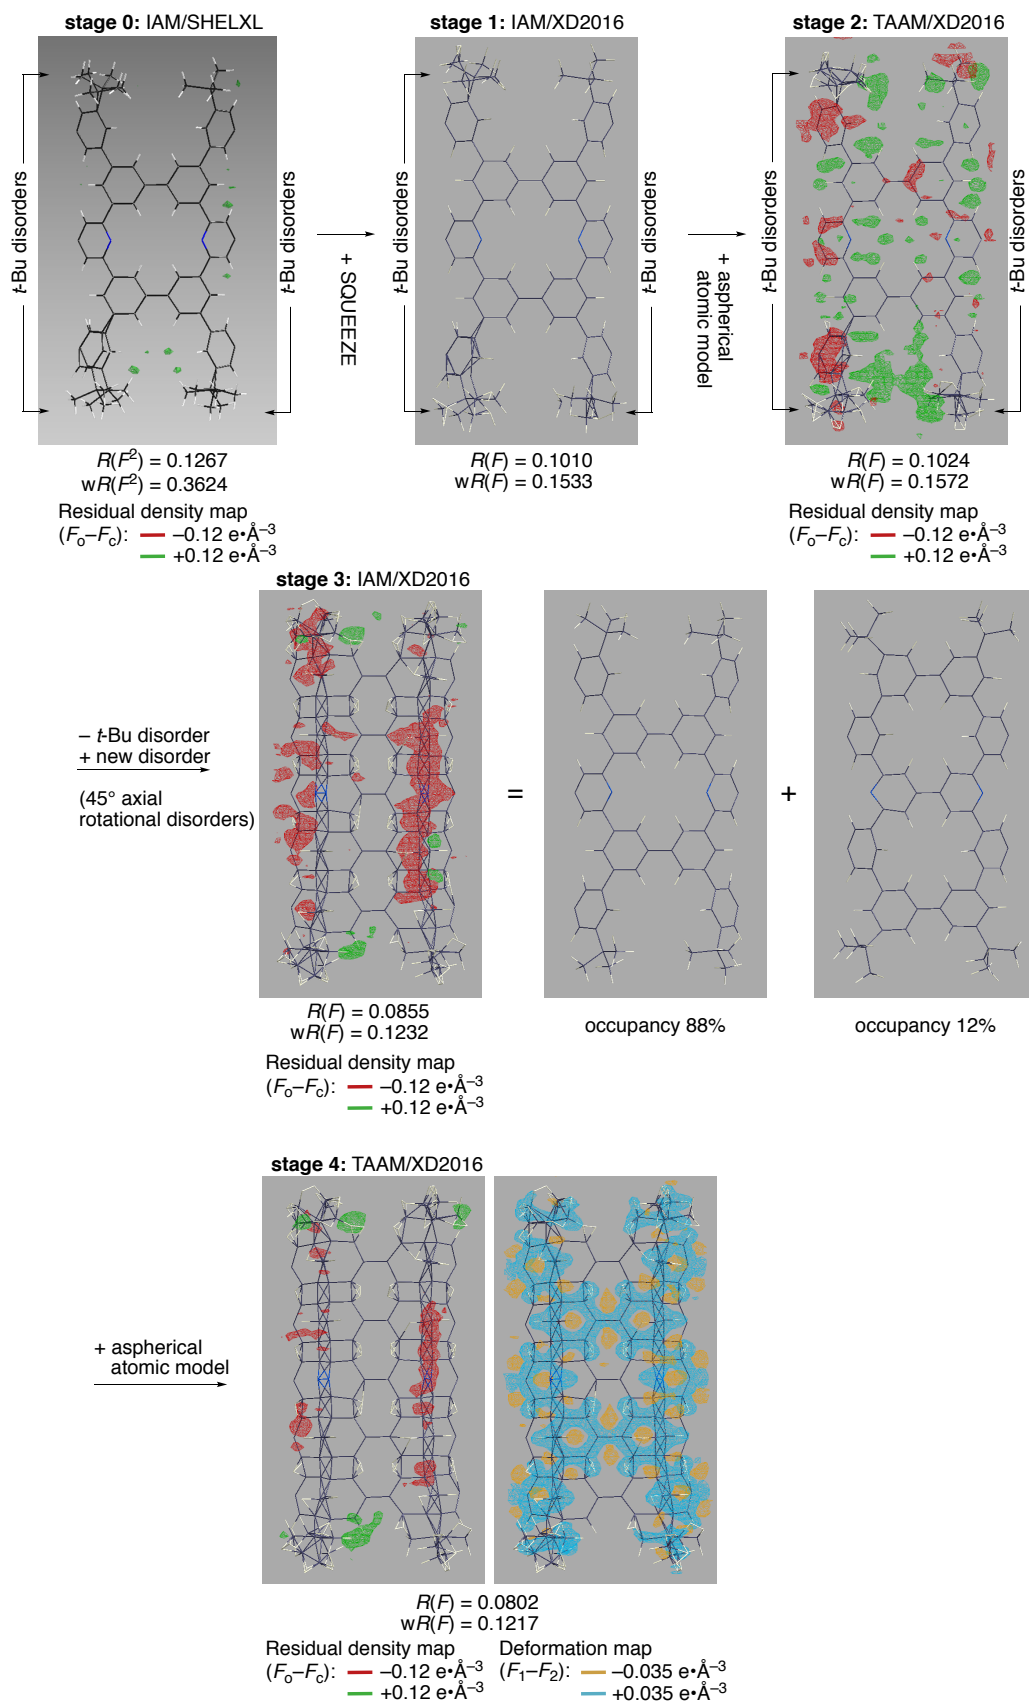 stage 0: IAM/SHELXL
stage 1: IAM/XD2016
stage 2: TAAM/XD2016
t-Bu disorders
t-Bu disorders
+ SQUEEZE
t-Bu disorders
t-Bu disorders
+ aspherical
atomic model
t-Bu disorders
t-Bu disorders
R(F²) = 0.1267
wR(F²) = 0.3624
Residual density map
(Fo–Fc): –0.12 e•Å–3
+0.12 e•Å–3
R(F) = 0.1010
wR(F) = 0.1533
R(F) = 0.1024
wR(F) = 0.1572
Residual density map
(Fo–Fc): –0.12 e•Å–3
+0.12 e•Å–3
stage 3: IAM/XD2016
– t-Bu disorder
+ new disorder
(45° axial
rotational disorders)
=
+
R(F) = 0.0855
wR(F) = 0.1232
Residual density map
(Fo–Fc): –0.12 e•Å–3
+0.12 e•Å–3
occupancy 88%
occupancy 12%
stage 4: TAAM/XD2016
+ aspherical
atomic model
R(F) = 0.0802
wR(F) = 0.1217
Residual density map
(Fo–Fc): –0.12 e•Å–3
+0.12 e•Å–3
Deformation map
(F1–F2): –0.035 e•Å–3
+0.035 e•Å–3